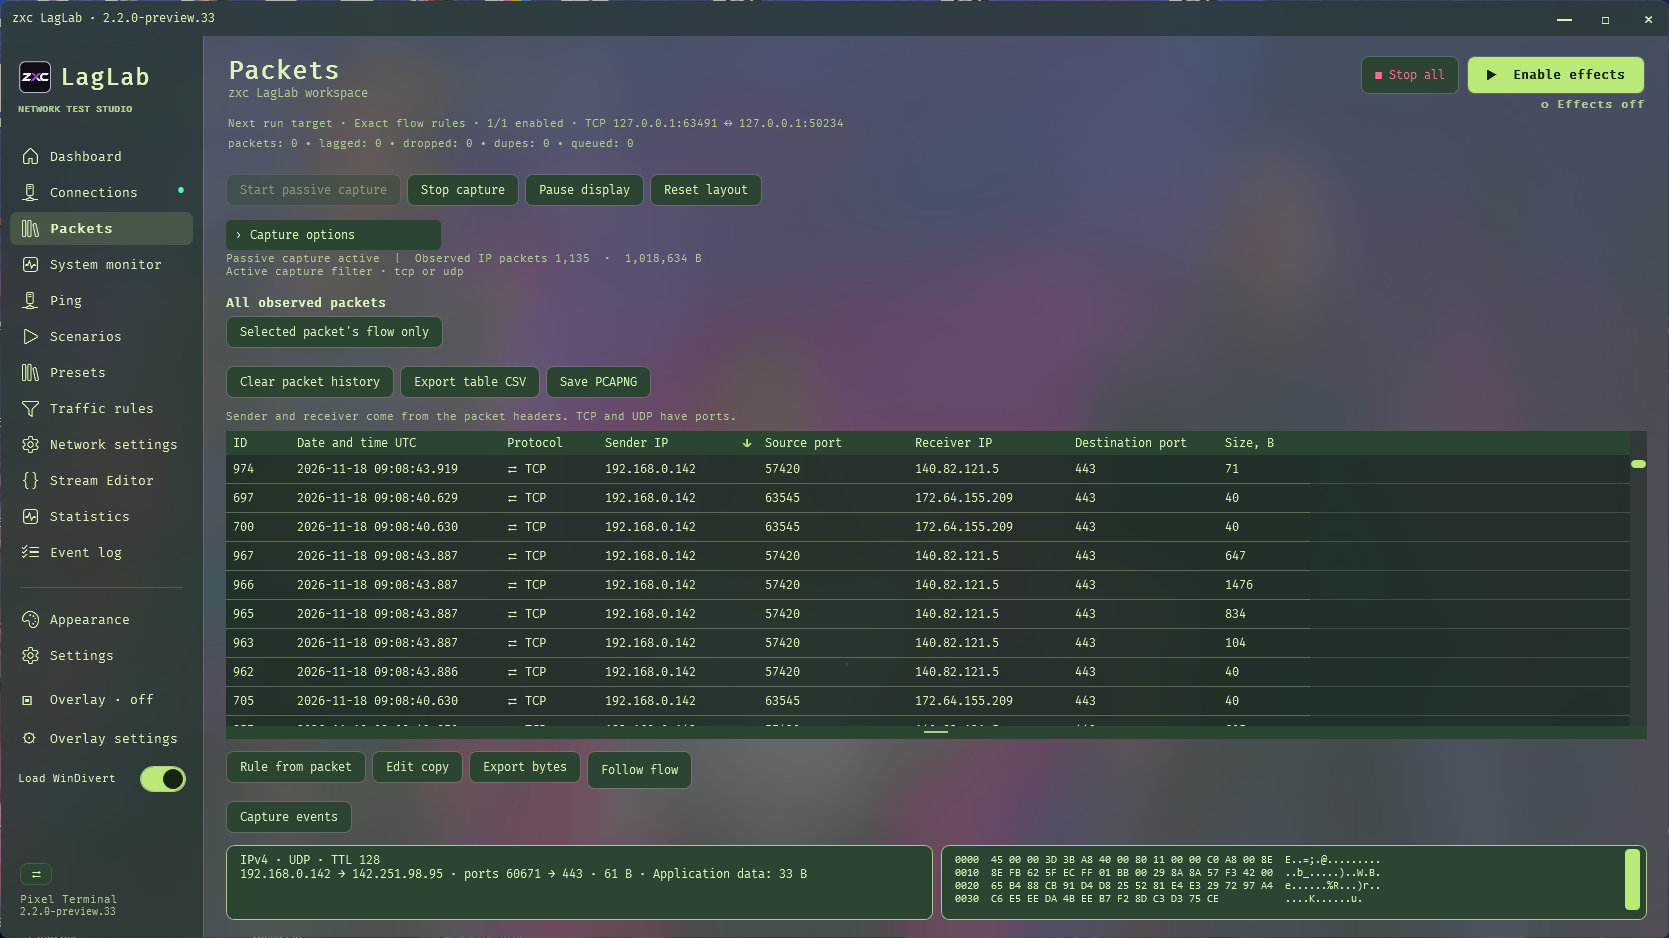 zxc LagLab · 2.2.0-preview.33
zxc LagLab
NETWORK TEST STUDIO
Dashboard
Connections
Packets
System monitor
Ping
Scenarios
Presets
Traffic rules
Network settings
Stream Editor
Statistics
Event log
Appearance
Settings
Overlay · off
Overlay settings
Load WinDivert
Pixel Terminal
2.2.0-preview.33
Packets
zxc LagLab workspace
Stop all
Enable effects
Effects off
Next run target · Exact flow rules · 1/1 enabled · TCP 127.0.0.1:63491 ↔ 127.0.0.1:50234
packets: 0 • lagged: 0 • dropped: 0 • dupes: 0 • queued: 0
Start passive capture Stop capture Pause display Reset layout
› Capture options
Passive capture active | Observed IP packets 1,135 · 1,018,634 B
Active capture filter · tcp or udp
All observed packets
Selected packet's flow only
Clear packet history Export table CSV Save PCAPNG
Sender and receiver come from the packet headers. TCP and UDP have ports.
ID Date and time UTC Protocol Sender IP ↓ Source port Receiver IP Destination port Size, B
974 2026-11-18 09:08:43.919 ⇄ TCP 192.168.0.142 57420 140.82.121.5 443 71
697 2026-11-18 09:08:40.629 ⇄ TCP 192.168.0.142 63545 172.64.155.209 443 40
700 2026-11-18 09:08:40.630 ⇄ TCP 192.168.0.142 63545 172.64.155.209 443 40
967 2026-11-18 09:08:43.887 ⇄ TCP 192.168.0.142 57420 140.82.121.5 443 647
966 2026-11-18 09:08:43.887 ⇄ TCP 192.168.0.142 57420 140.82.121.5 443 1476
965 2026-11-18 09:08:43.887 ⇄ TCP 192.168.0.142 57420 140.82.121.5 443 834
963 2026-11-18 09:08:43.887 ⇄ TCP 192.168.0.142 57420 140.82.121.5 443 104
962 2026-11-18 09:08:43.886 ⇄ TCP 192.168.0.142 57420 140.82.121.5 443 40
705 2026-11-18 09:08:40.630 ⇄ TCP 192.168.0.142 63545 172.64.155.209 443 40
Rule from packet Edit copy Export bytes Follow flow
Capture events
IPv4 · UDP · TTL 128
192.168.0.142 → 142.251.98.95 · ports 60671 → 443 · 61 B · Application data: 33 B
0000 45 00 00 3D 3B A8 40 00 80 11 00 00 C0 A8 00 8E E..=;.@.........
0010 8E FB 62 5F EC FF 01 BB 00 29 8A 8A 57 F3 42 00 ..b_.....)..W.B.
0020 65 B4 88 CB 91 D4 D8 25 52 81 E4 E3 29 72 97 A4 e......%R...)r..
0030 C6 E5 EE DA 4B EE B7 F2 8D C3 D3 75 CE ....K......u.